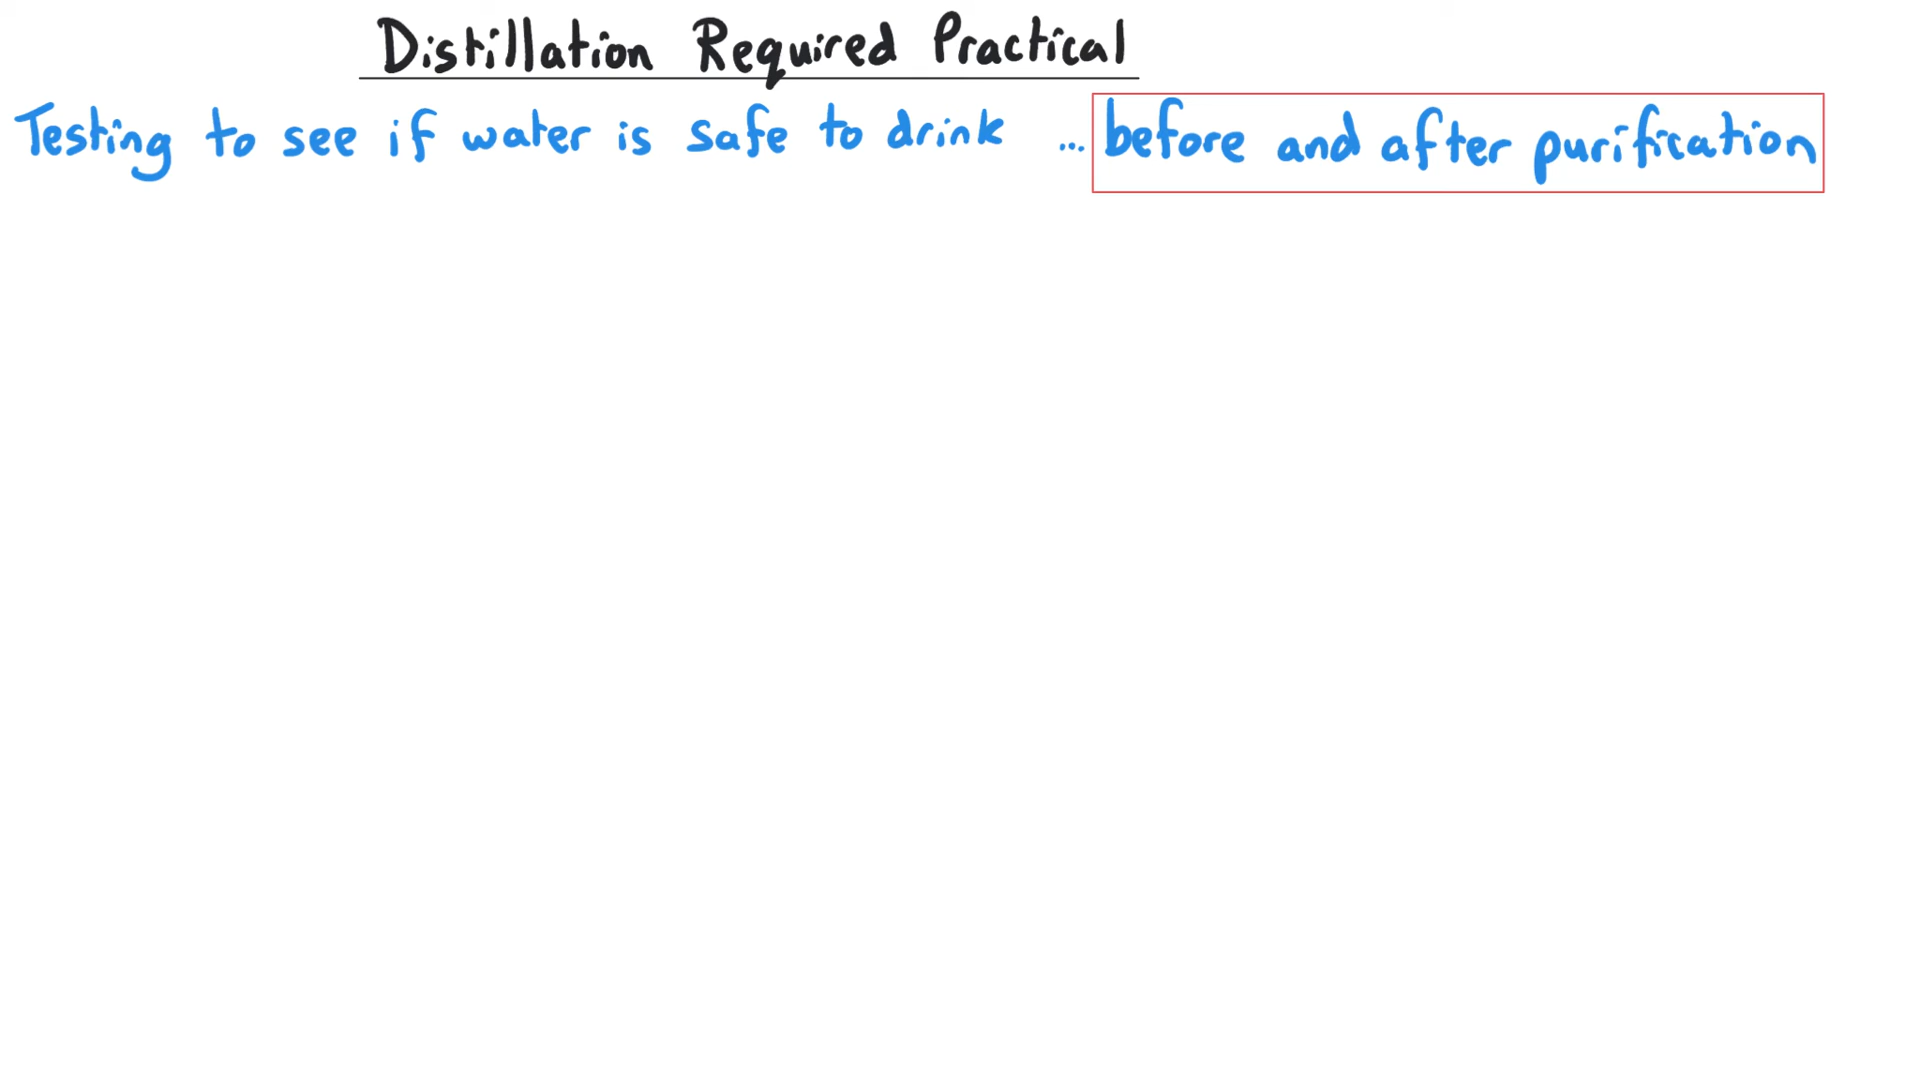 Distillation Required Practical
Testing to see if water is safe to drink ... before and after purification